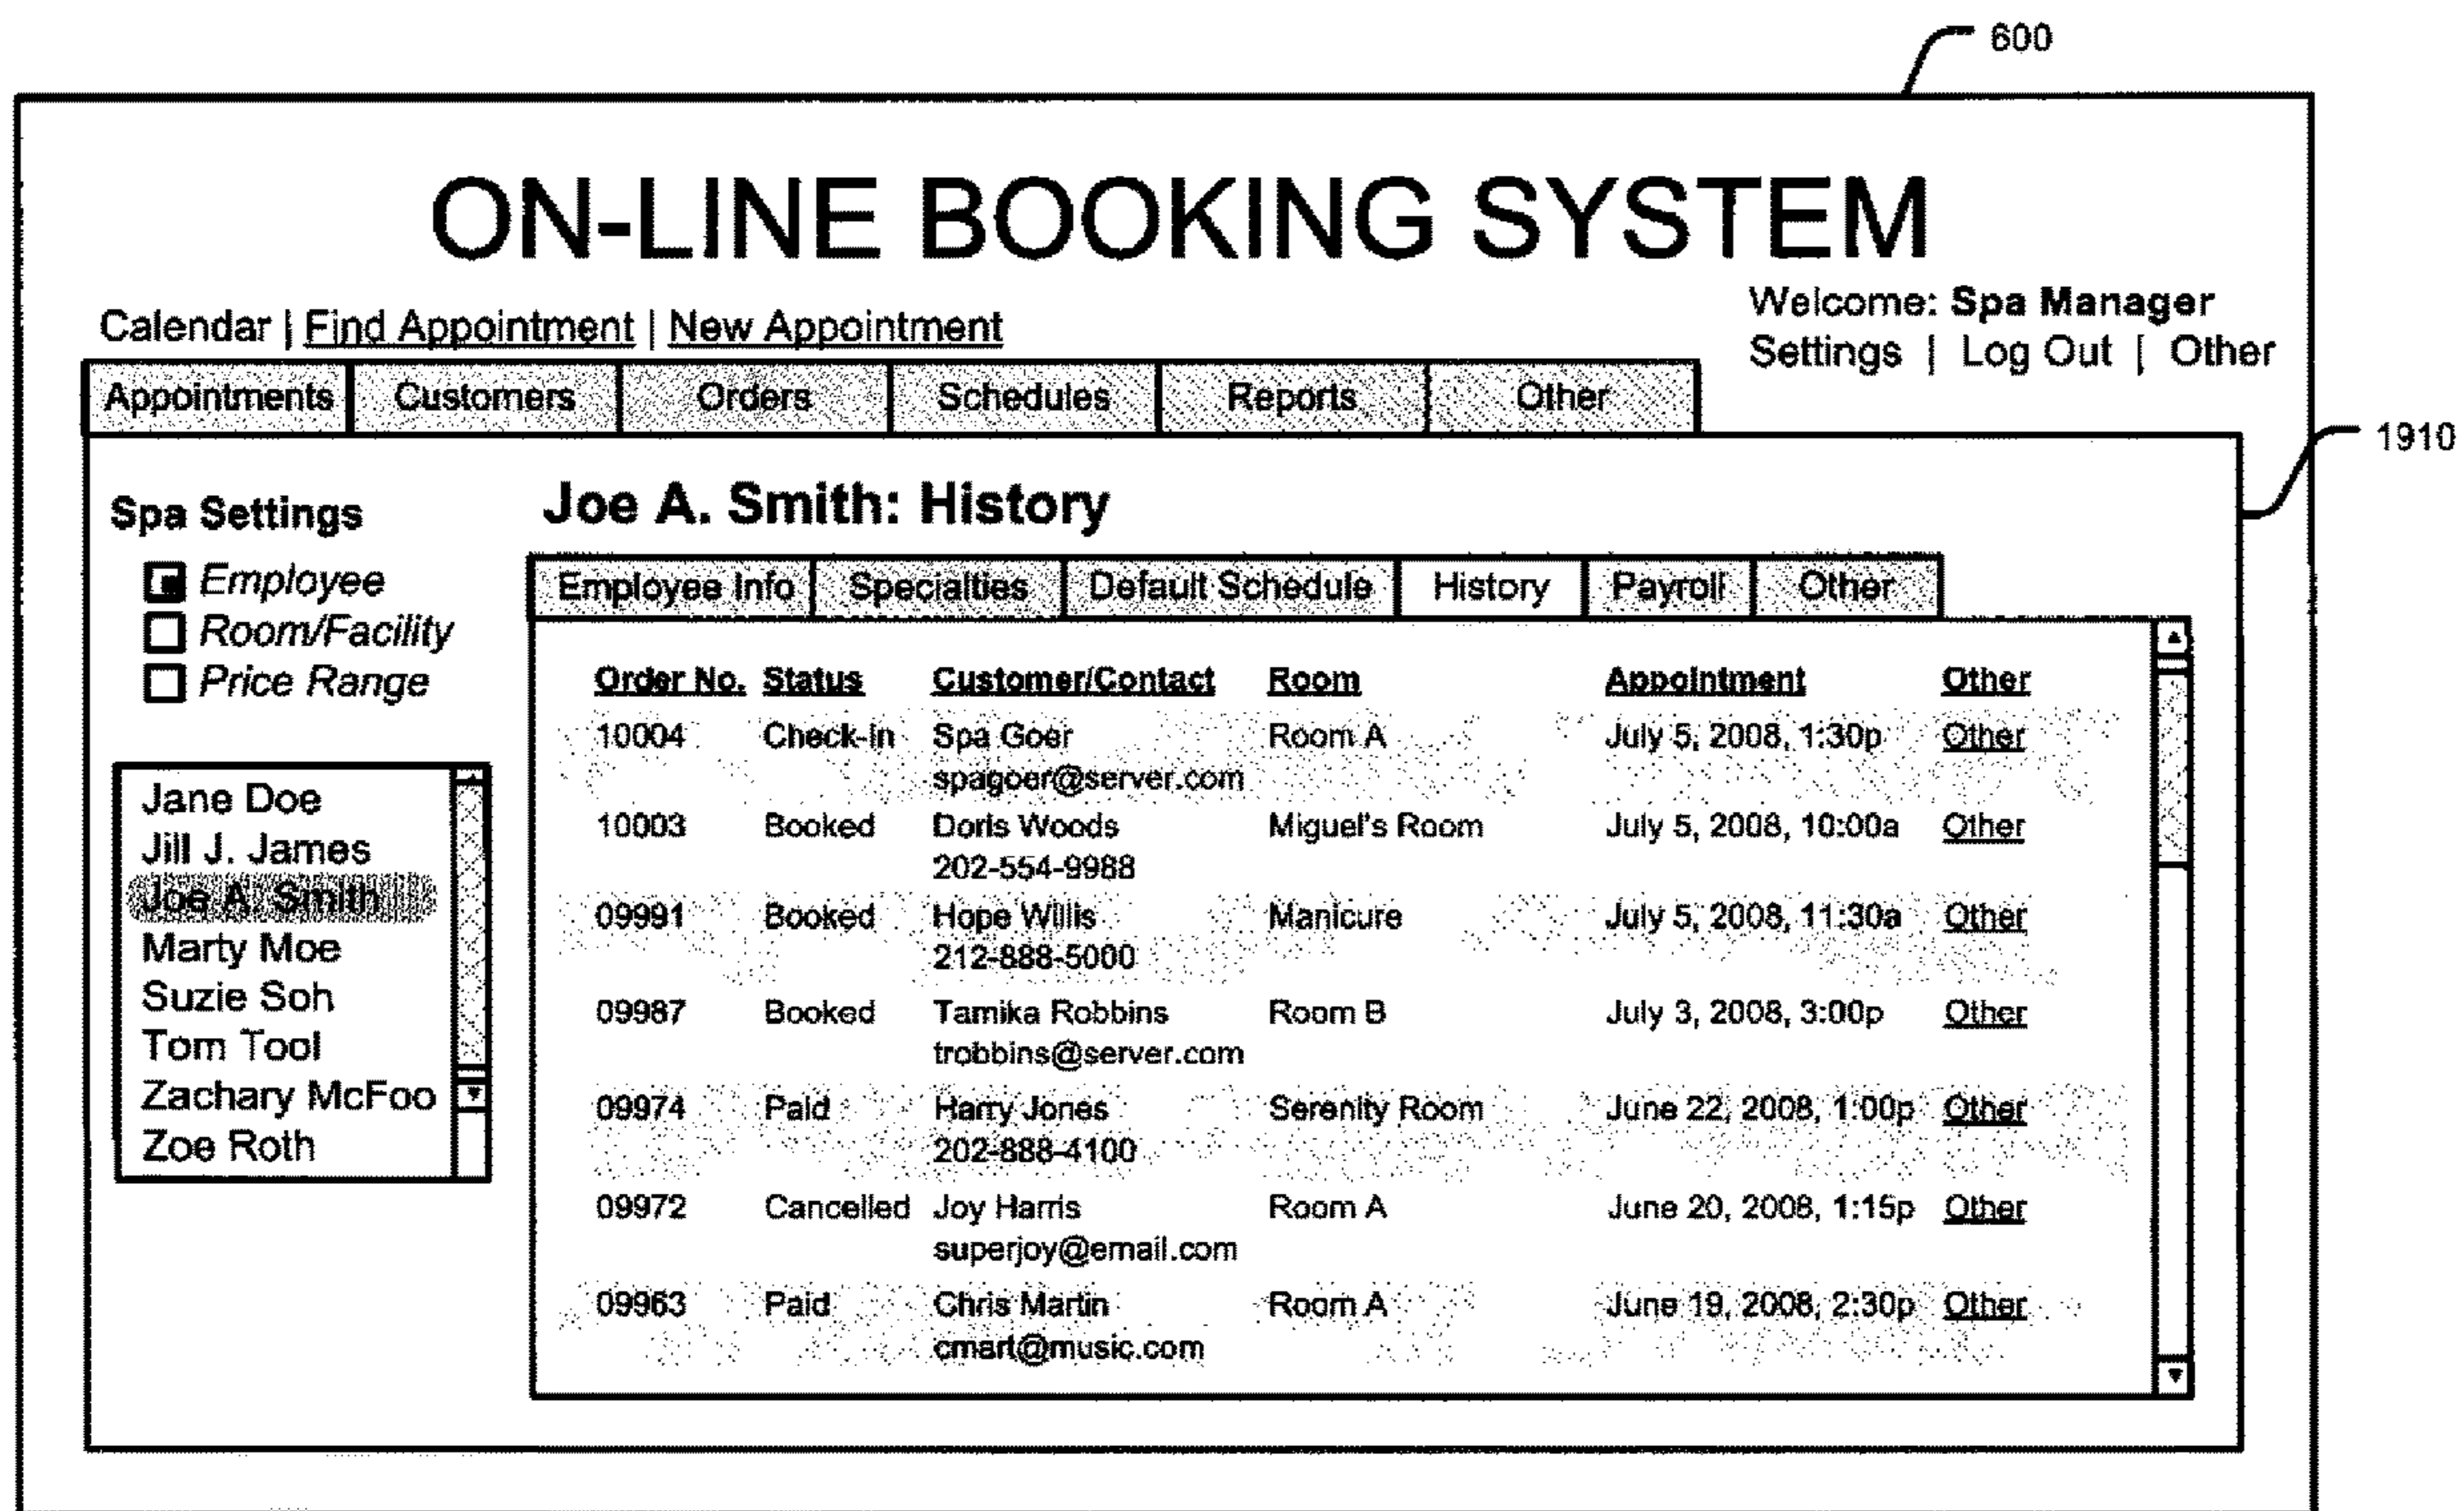 600
ON-LINE BOOKING SYSTEM
Welcome: Spa Manager
Calendar | Find Appointment | New Appointment
Settings | Log Out | Other
Appointments Customers Orders Schedules Reports Other
1910
Spa Settings
Employee
Room/Facility
Price Range
Jane Doe
Jill J. James
Joe A. Smith
Marty Moe
Suzie Soh
Tom Tool
Zachary McFoo
Zoe Roth
Joe A. Smith: History
Employee Info Specialties Default Schedule History Payroll Other
Order No. Status Customer/Contact Room Appointment Other
10004 Check-in Spa Goer Room A July 5, 2008, 1:30p Other
spagoer@server.com
10003 Booked Doris Woods Miguel's Room July 5, 2008, 10:00a Other
202-554-9988
09991 Booked Hope Willis Manicure July 5, 2008, 11:30a Other
212-888-5000
09987 Booked Tamika Robbins Room B July 3, 2008, 3:00p Other
trobbins@server.com
09974 Paid Harry Jones Serenity Room June 22, 2008, 1:00p Other
202-888-4100
09972 Cancelled Joy Harris Room A June 20, 2008, 1:15p Other
superjoy@email.com
09963 Paid Chris Martin Room A June 19, 2008, 2:30p Other
cmart@music.com